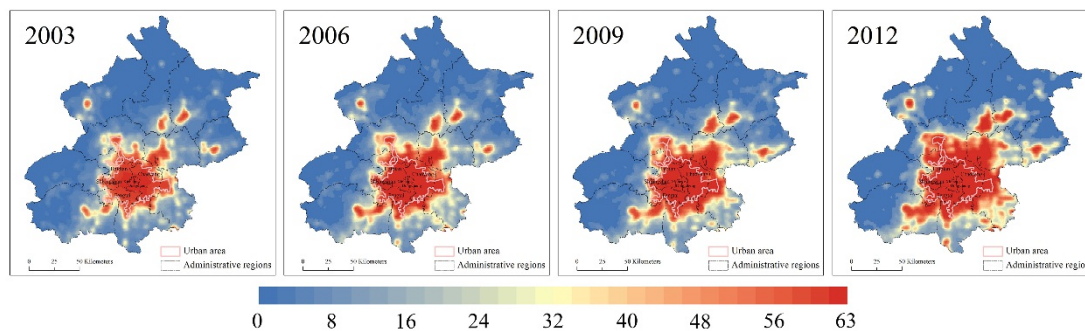 2003
Urban area
0 25 50 Kilometers
Administrative regions
2006
Urban area
0 25 50 Kilometers
Administrative regions
2009
Urban area
0 25 50 Kilometers
Administrative regions
2012
Urban area
0 25 50 Kilometers
Administrative regions
0 8 16 24 32 40 48 56 63